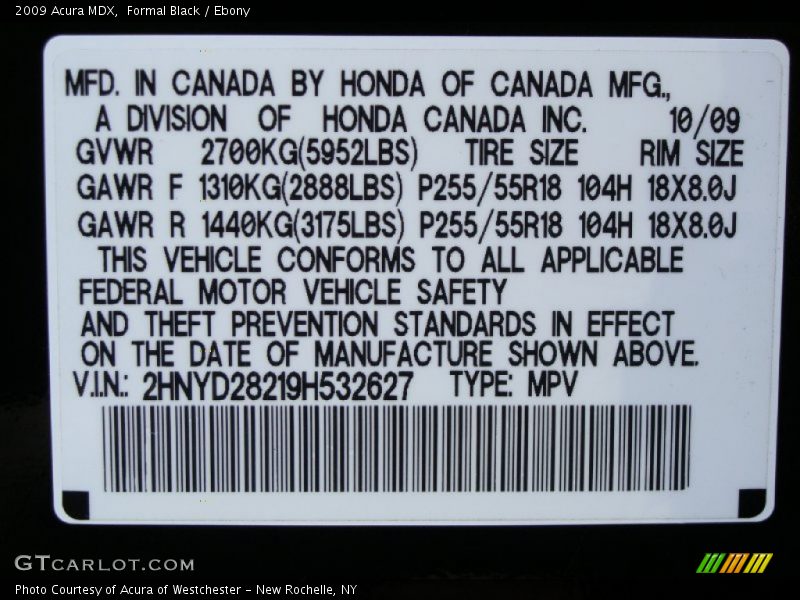 2009 Acura MDX,  Formal Black / Ebony
MFD. IN CANADA BY HONDA OF CANADA MFG.,
A DIVISION OF HONDA CANADA INC. 10/09
GVWR 2700KG(5952LBS) TIRE SIZE RIM SIZE
GAWR F 1310KG(2888LBS) P255/55R18 104H 18X8.0J
GAWR R 1440KG(3175LBS) P255/55R18 104H 18X8.0J
THIS VEHICLE CONFORMS TO ALL APPLICABLE
FEDERAL MOTOR VEHICLE SAFETY
AND THEFT PREVENTION STANDARDS IN EFFECT
ON THE DATE OF MANUFACTURE SHOWN ABOVE.
V.I.N.: 2HNYD28219H532627 TYPE: MPV
GTCARLOT.COM
Photo Courtesy of Acura of Westchester - New Rochelle, NY